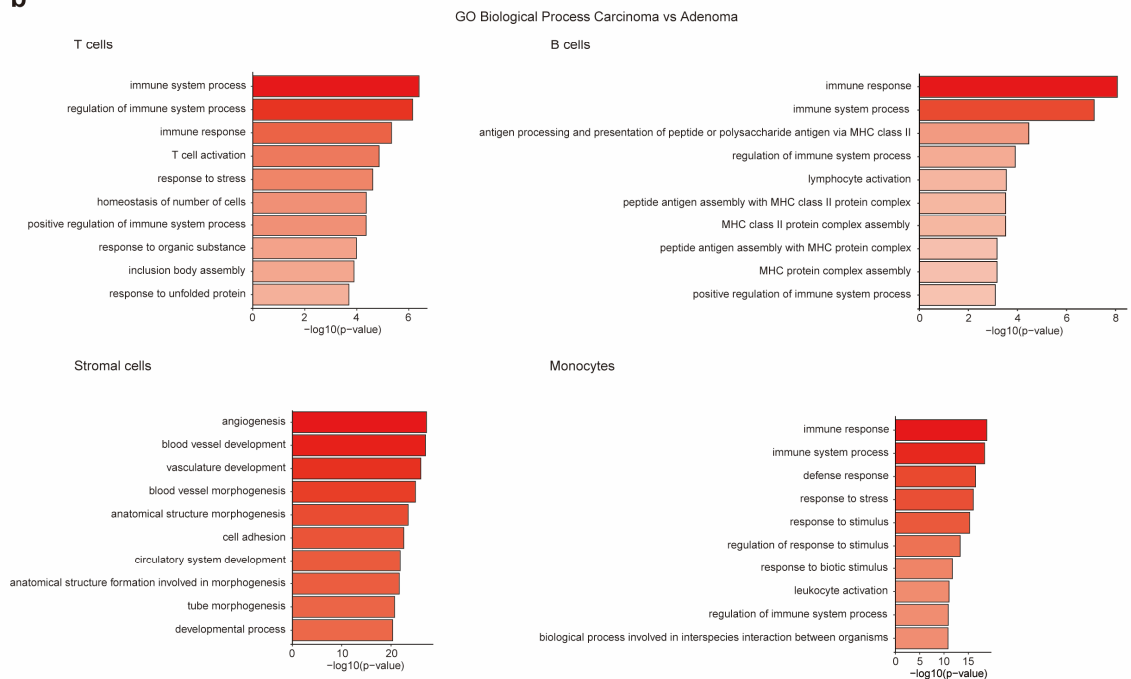 b
GO Biological Process Carcinoma vs Adenoma
T cells
immune system process
regulation of immune system process
immune response
T cell activation
response to stress
homeostasis of number of cells
positive regulation of immune system process
response to organic substance
inclusion body assembly
response to unfolded protein
0 2 4 6
−log10(p−value)
B cells
immune response
immune system process
antigen processing and presentation of peptide or polysaccharide antigen via MHC class II
regulation of immune system process
lymphocyte activation
peptide antigen assembly with MHC class II protein complex
MHC class II protein complex assembly
peptide antigen assembly with MHC protein complex
MHC protein complex assembly
positive regulation of immune system process
0 2 4 6 8
−log10(p−value)
Stromal cells
angiogenesis
blood vessel development
vasculature development
blood vessel morphogenesis
anatomical structure morphogenesis
cell adhesion
circulatory system development
anatomical structure formation involved in morphogenesis
tube morphogenesis
developmental process
0 10 20
−log10(p−value)
Monocytes
immune response
immune system process
defense response
response to stress
response to stimulus
regulation of response to stimulus
response to biotic stimulus
leukocyte activation
regulation of immune system process
biological process involved in interspecies interaction between organisms
0 5 10 15
−log10(p−value)